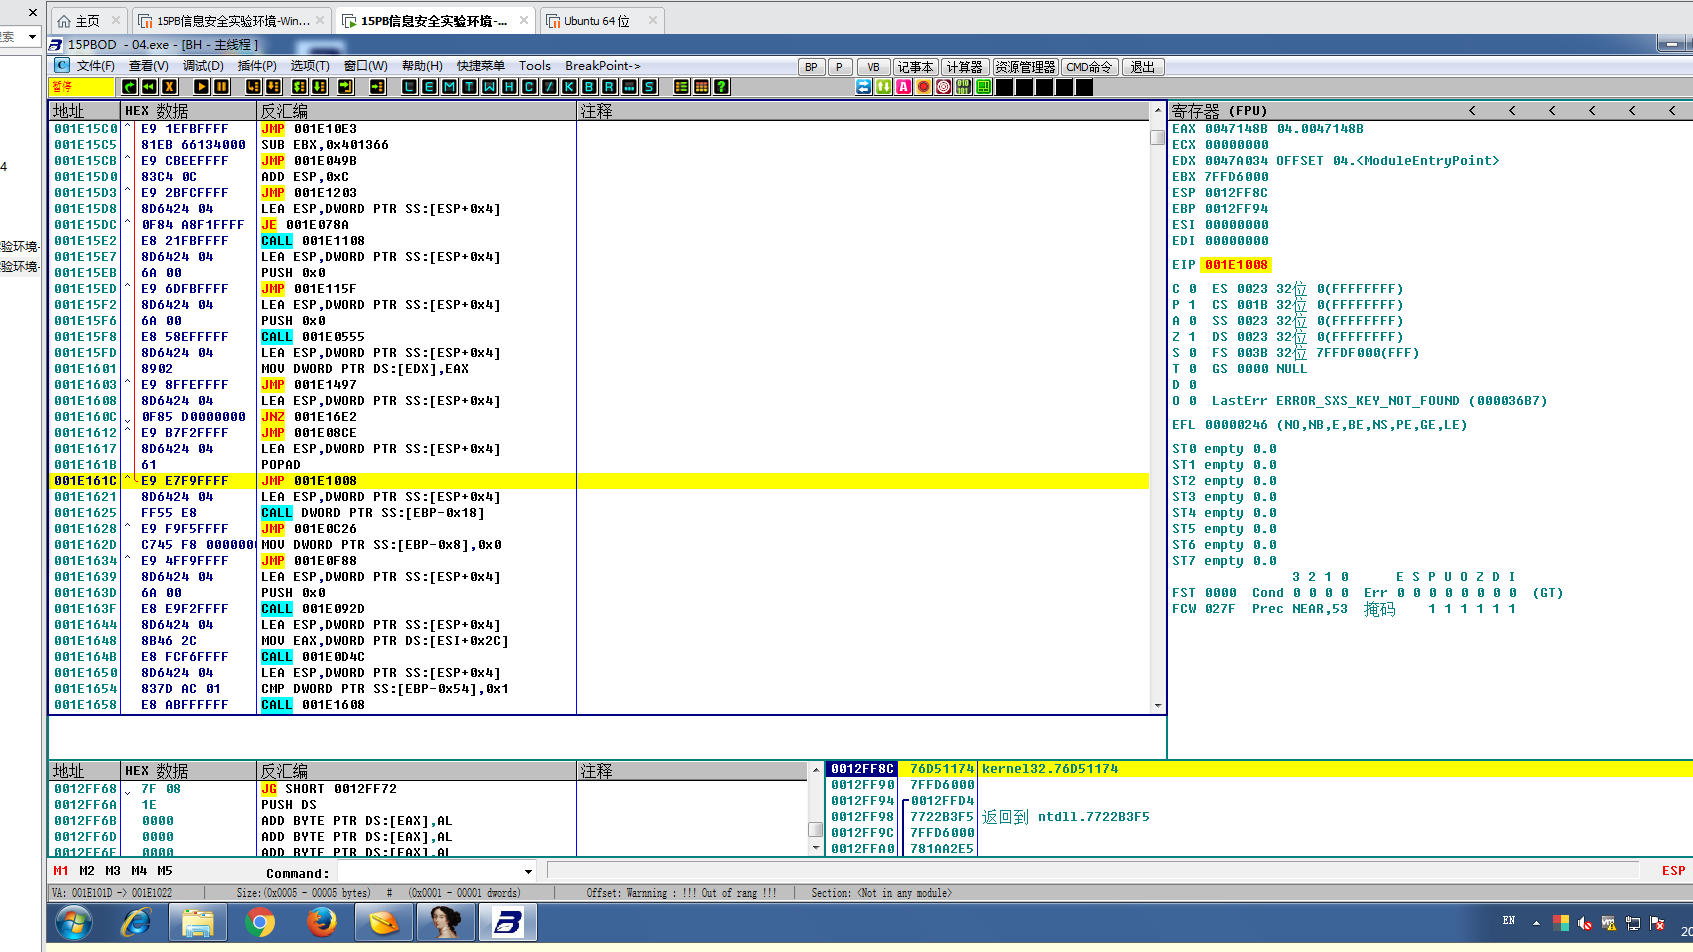 主页
15PB信息安全实验环境-Win...
15PB信息安全实验环境-...
Ubuntu 64 位
索
4
验环境-
验环境-
15PBOD - 04.exe - [BH - 主线程 ]
文件(F) 查看(V) 调试(D) 插件(P) 选项(T) 窗口(W) 帮助(H) 快捷菜单 Tools BreakPoint->
BP P VB 记事本 计算器 资源管理器 CMD命令 退出
暂停
L E M T W H C / K B R ... S
地址 HEX 数据 反汇编 注释
001E15C0 ^ E9 1EFBFFFF JMP 001E10E3
001E15C5 81EB 66134000 SUB EBX,0x401366
001E15CB ^ E9 CBEEFFFF JMP 001E049B
001E15D0 83C4 0C ADD ESP,0xC
001E15D3 ^ E9 2BFCFFFF JMP 001E1203
001E15D8 8D6424 04 LEA ESP,DWORD PTR SS:[ESP+0x4]
001E15DC ^ 0F84 A8F1FFFF JE 001E078A
001E15E2 E8 21FBFFFF CALL 001E1108
001E15E7 8D6424 04 LEA ESP,DWORD PTR SS:[ESP+0x4]
001E15EB 6A 00 PUSH 0x0
001E15ED ^ E9 6DFBFFFF JMP 001E115F
001E15F2 8D6424 04 LEA ESP,DWORD PTR SS:[ESP+0x4]
001E15F6 6A 00 PUSH 0x0
001E15F8 E8 58EFFFFF CALL 001E0555
001E15FD 8D6424 04 LEA ESP,DWORD PTR SS:[ESP+0x4]
001E1601 8902 MOV DWORD PTR DS:[EDX],EAX
001E1603 ^ E9 8FFEFFFF JMP 001E1497
001E1608 8D6424 04 LEA ESP,DWORD PTR SS:[ESP+0x4]
001E160C 0F85 D0000000 JNZ 001E16E2
001E1612 ^ E9 B7F2FFFF JMP 001E08CE
001E1617 8D6424 04 LEA ESP,DWORD PTR SS:[ESP+0x4]
001E161B 61 POPAD
001E161C ^ E9 E7F9FFFF JMP 001E1008
001E1621 8D6424 04 LEA ESP,DWORD PTR SS:[ESP+0x4]
001E1625 FF55 E8 CALL DWORD PTR SS:[EBP-0x18]
001E1628 ^ E9 F9F5FFFF JMP 001E0C26
001E162D C745 F8 0000000 MOV DWORD PTR SS:[EBP-0x8],0x0
001E1634 ^ E9 4FF9FFFF JMP 001E0F88
001E1639 8D6424 04 LEA ESP,DWORD PTR SS:[ESP+0x4]
001E163D 6A 00 PUSH 0x0
001E163F E8 E9F2FFFF CALL 001E092D
001E1644 8D6424 04 LEA ESP,DWORD PTR SS:[ESP+0x4]
001E1648 8B46 2C MOV EAX,DWORD PTR DS:[ESI+0x2C]
001E164B E8 FCF6FFFF CALL 001E0D4C
001E1650 8D6424 04 LEA ESP,DWORD PTR SS:[ESP+0x4]
001E1654 837D AC 01 CMP DWORD PTR SS:[EBP-0x54],0x1
001E1658 E8 ABFFFFFF CALL 001E1608
寄存器 (FPU) < < < < < <
EAX 0047148B 04.0047148B
ECX 00000000
EDX 0047A034 OFFSET 04.<ModuleEntryPoint>
EBX 7FFD6000
ESP 0012FF8C
EBP 0012FF94
ESI 00000000
EDI 00000000
EIP 001E1008
C 0 ES 0023 32位 0(FFFFFFFF)
P 1 CS 001B 32位 0(FFFFFFFF)
A 0 SS 0023 32位 0(FFFFFFFF)
Z 1 DS 0023 32位 0(FFFFFFFF)
S 0 FS 003B 32位 7FFDF000(FFF)
T 0 GS 0000 NULL
D 0
O 0 LastErr ERROR_SXS_KEY_NOT_FOUND (000036B7)
EFL 00000246 (NO,NB,E,BE,NS,PE,GE,LE)
ST0 empty 0.0
ST1 empty 0.0
ST2 empty 0.0
ST3 empty 0.0
ST4 empty 0.0
ST5 empty 0.0
ST6 empty 0.0
ST7 empty 0.0
3 2 1 0 E S P U O Z D I
FST 0000 Cond 0 0 0 0 Err 0 0 0 0 0 0 0 0 (GT)
FCW 027F Prec NEAR,53 掩码 1 1 1 1 1 1
地址 HEX 数据 反汇编 注释
0012FF68 7F 08 JG SHORT 0012FF72
0012FF6A 1E PUSH DS
0012FF6B 0000 ADD BYTE PTR DS:[EAX],AL
0012FF6D 0000 ADD BYTE PTR DS:[EAX],AL
0012FF6F 0000 ADD BYTE PTR DS:[EAX],AL
0012FF8C 76D51174 kernel32.76D51174
0012FF90 7FFD6000
0012FF94 0012FFD4
0012FF98 7722B3F5 返回到 ntdll.7722B3F5
0012FF9C 7FFD6000
0012FFA0 781AA2E5
M1 M2 M3 M4 M5 Command: ESP
VA: 001E101D -> 001E1022 Size:(0x0005 - 00005 bytes) # (0x0001 - 00001 dwords) Offset: Warnning : !!! Out of rang !!! Section: <Not in any module>
EN
20